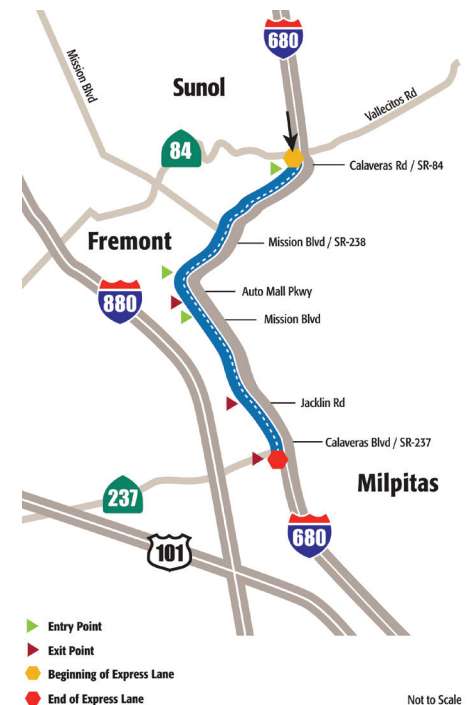 680
Mission Blvd
Sunol
Vallecitos Rd
84
Calaveras Rd / SR-84
Fremont
Mission Blvd / SR-238
880
Auto Mall Pkwy
Mission Blvd
Jacklin Rd
Calaveras Blvd / SR-237
Milpitas
237
680
101
Entry Point
Exit Point
Beginning of Express Lane
End of Express Lane
Not to Scale